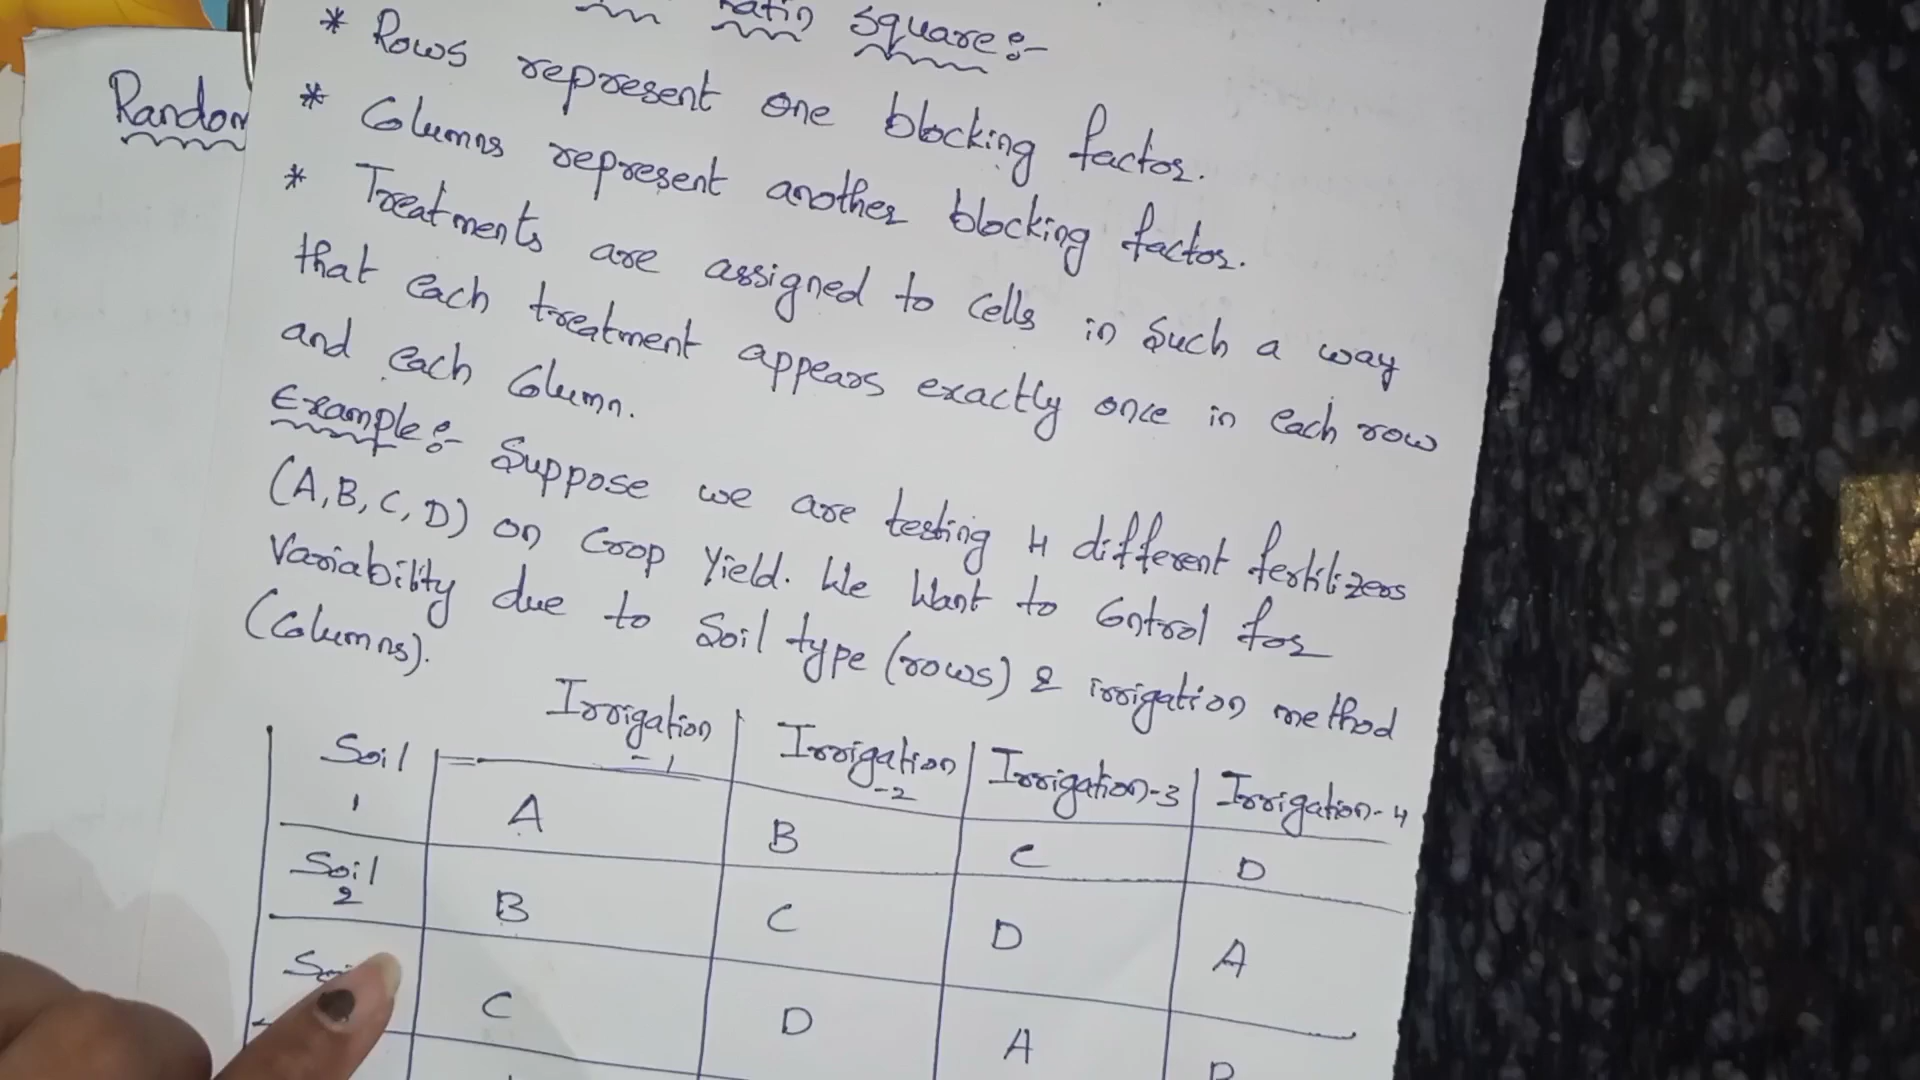 Latin Square:-
* Rows represent one blocking factor.
* Columns represent another blocking factor.
* Treatments are assigned to cells in such a way
that each treatment appears exactly once in each row
and each column.
Example:- Suppose we are testing 4 different fertilizers
(A, B, C, D) on Crop Yield. We Want to Control for
Variability due to Soil type (rows) & irrigation method
(Columns).
Irrigation -1 Irrigation -2 Irrigation-3 Irrigation-4
Soil 1 A B C D
Soil 2 B C D A
C D A
Random